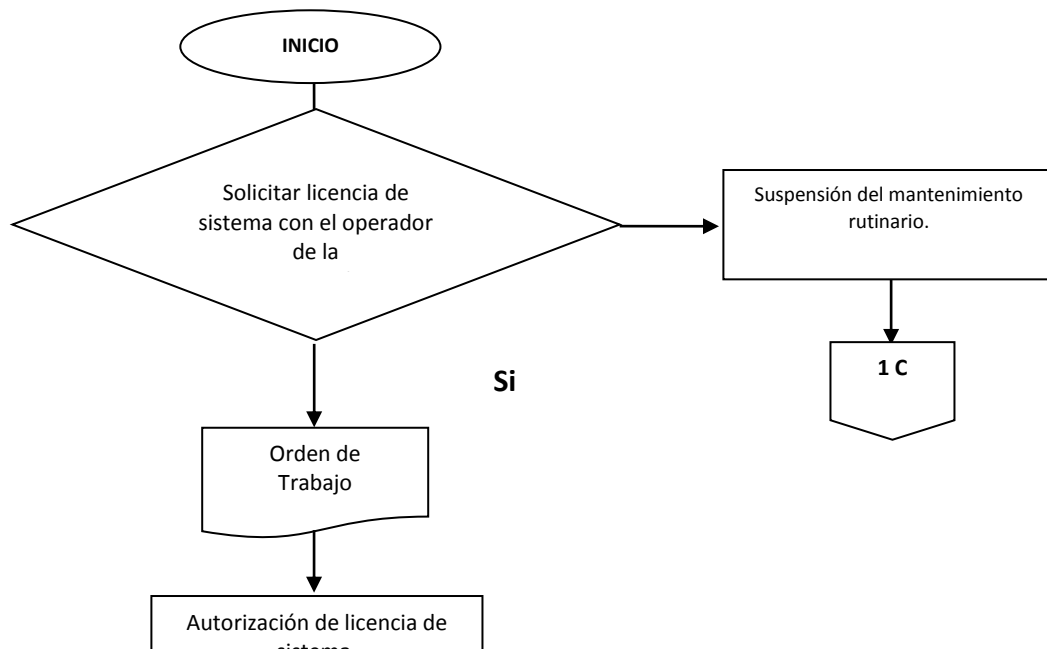 INICIO
Solicitar licencia de
sistema con el operador
de la
Suspensión del mantenimiento
rutinario.
1 C
Si
Orden de
Trabajo
Autorización de licencia de
sistema